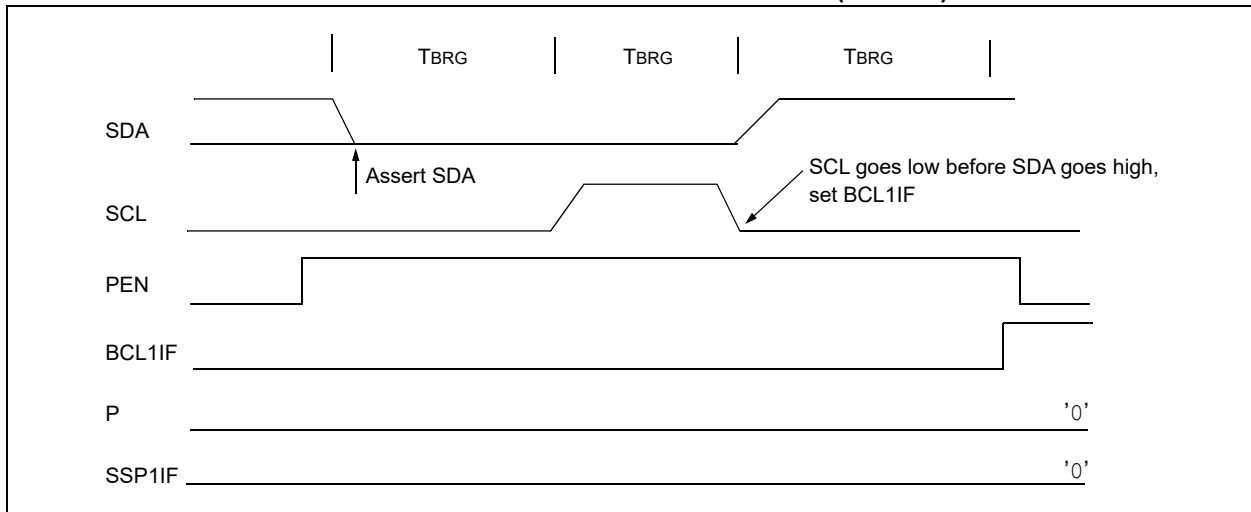 TBRG TBRG TBRG
SDA
Assert SDA
SCL goes low before SDA goes high,
set BCL1IF
SCL
PEN
BCL1IF
P '0'
SSP1IF '0'